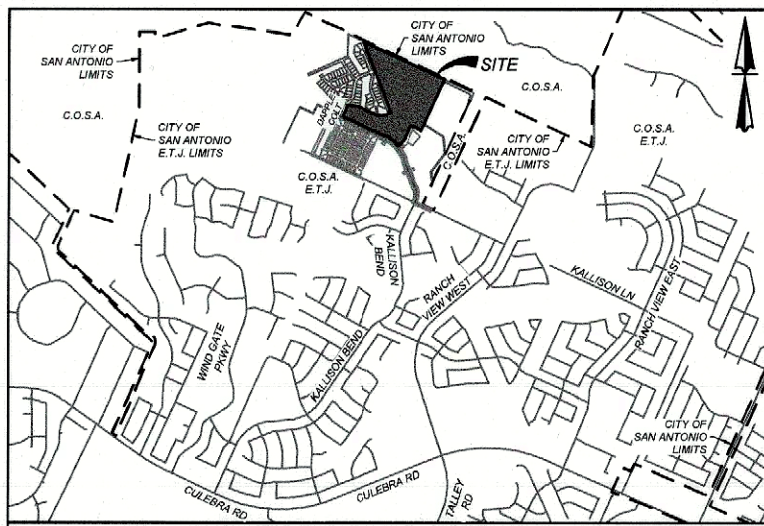 CITY OF
SAN ANTONIO
LIMITS
C.O.S.A.
CITY OF
SAN ANTONIO
E.T.J. LIMITS
CITY OF
SAN ANTONIO
LIMITS
SITE
DAPPLE
COLT
C.O.S.A.
C.O.S.A.
CITY OF
SAN ANTONIO
E.T.J. LIMITS
C.O.S.A.
E.T.J.
C.O.S.A.
E.T.J.
KALLISON
BEND
RANCH
VIEW WEST
KALLISON LN
RANCH VIEW EAST
WIND GATE
PKWY
KALLISON BEND
CITY OF
SAN ANTONIO
LIMITS
CULEBRA RD
CULEBRA RD
TALLEY
RD